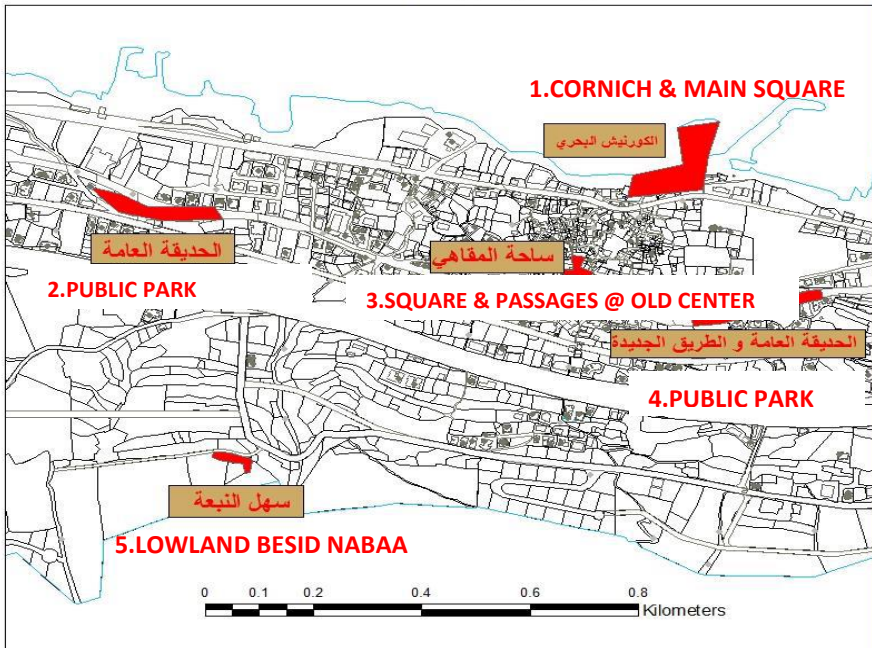 1.CORNICH & MAIN SQUARE
الكورنيش البحري
الحديقة العامة
ساحة المقاهي
2.PUBLIC PARK
3.SQUARE & PASSAGES @ OLD CENTER
الحديقة العامة و الطريق الجديدة
4.PUBLIC PARK
سهل النبعة
5.LOWLAND BESID NABAA
0 0.1 0.2 0.4 0.6 0.8
Kilometers